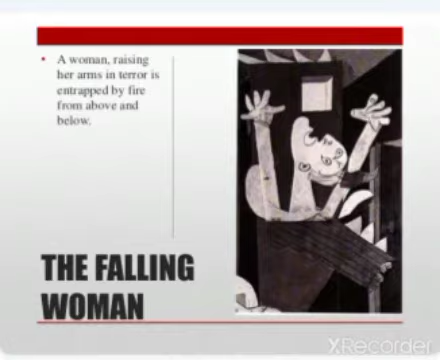 • A woman, raising
her arms in terror is
entrapped by fire
from above and
below.
THE FALLING
WOMAN
XRecorder